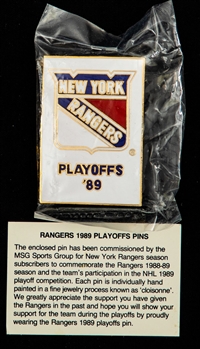 NEW YORK
RANGERS
®
PLAYOFFS
'89
RANGERS 1989 PLAYOFFS PINS
The enclosed pin has been commissioned by the
MSG Sports Group for New York Rangers season
subscribers to commemorate the Rangers 1988-89
season and the team's participation in the NHL 1989
playoff competition. Each pin is individually hand
painted in a fine jewelry process known as 'cloisonne'.
We greatly appreciate the support you have given
the Rangers in the past and hope you will show your
support for the team during the playoffs by proudly
wearing the Rangers 1989 playoffs pin.